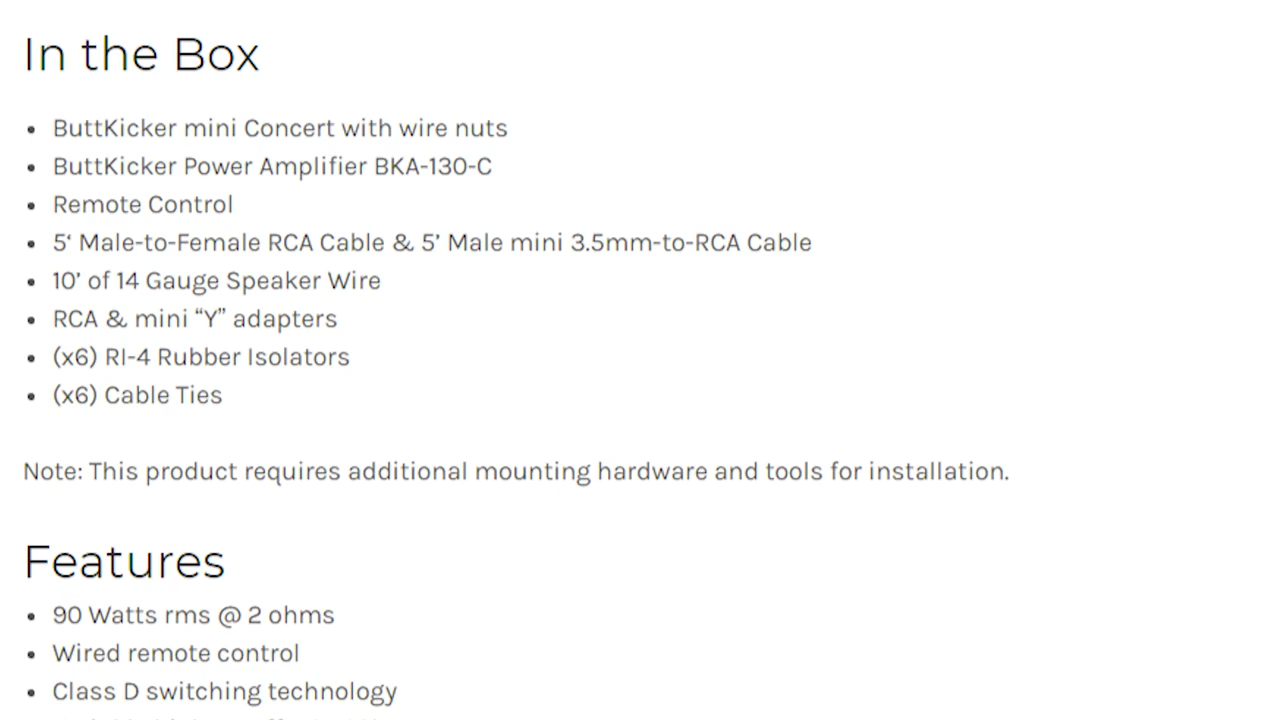 In the Box
• ButtKicker mini Concert with wire nuts
• ButtKicker Power Amplifier BKA-130-C
• Remote Control
• 5‘ Male-to-Female RCA Cable & 5’ Male mini 3.5mm-to-RCA Cable
• 10’ of 14 Gauge Speaker Wire
• RCA & mini “Y” adapters
• (x6) RI-4 Rubber Isolators
• (x6) Cable Ties
Note: This product requires additional mounting hardware and tools for installation.
Features
• 90 Watts rms @ 2 ohms
• Wired remote control
• Class D switching technology